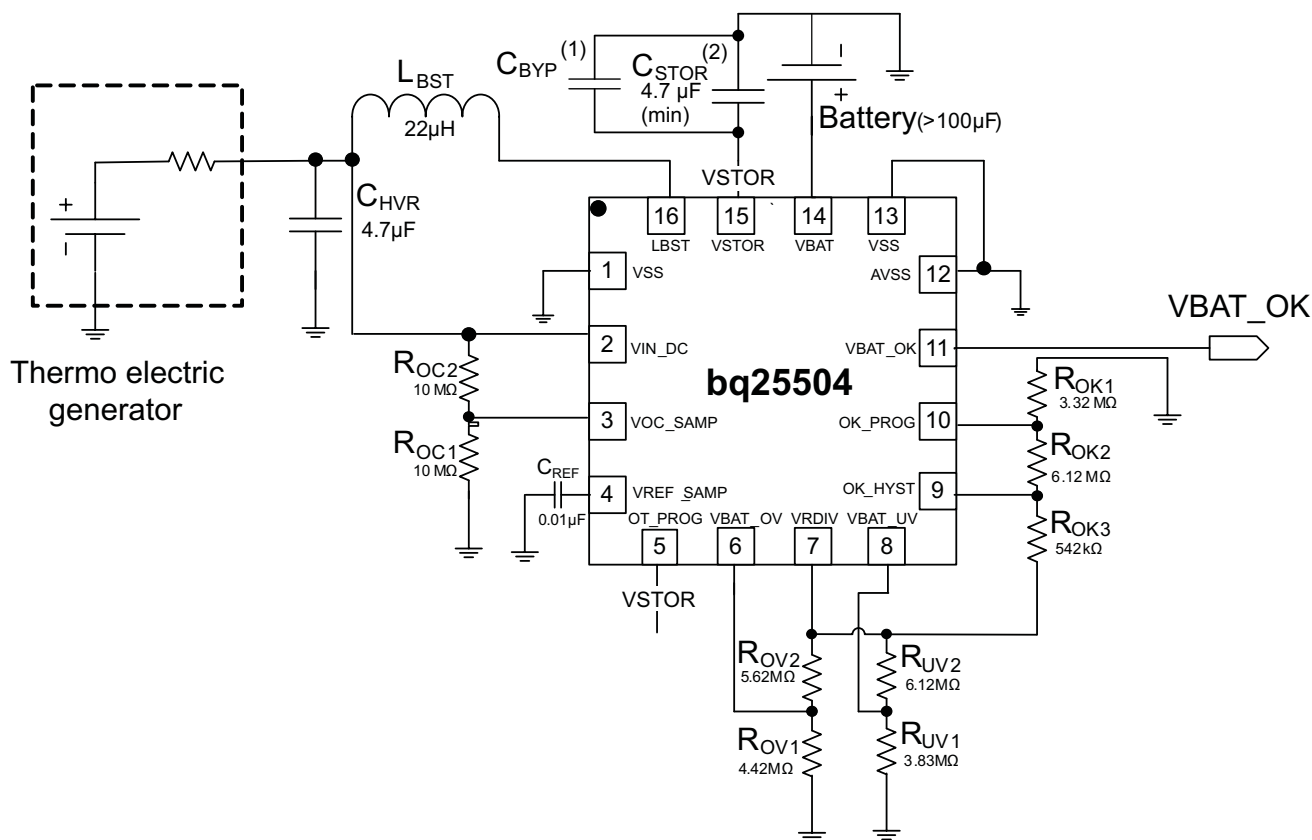 LBST
22µH
CBYP (1)
CSTOR (2)
4.7 µF
(min)
–
+
Battery(>100µF)
VSTOR
+
–
CHVR
4.7µF
Thermo electric
generator
16
LBST
15
VSTOR
14
VBAT
13
VSS
1
VSS
12
AVSS
2
VIN_DC
VBAT_OK
11
VBAT_OK
bq25504
ROC2
10 MΩ
3
VOC_SAMP
OK_PROG
10
ROK1
3.32 MΩ
ROC1
10 MΩ
ROK2
6.12 MΩ
CREF
0.01µF
4
VREF_SAMP
OK_HYST
9
ROK3
542kΩ
OT_PROG
VBAT_OV
VRDIV
VBAT_UV
5
6
7
8
VSTOR
ROV2
5.62MΩ
RUV2
6.12MΩ
ROV1
4.42MΩ
RUV1
3.83MΩ